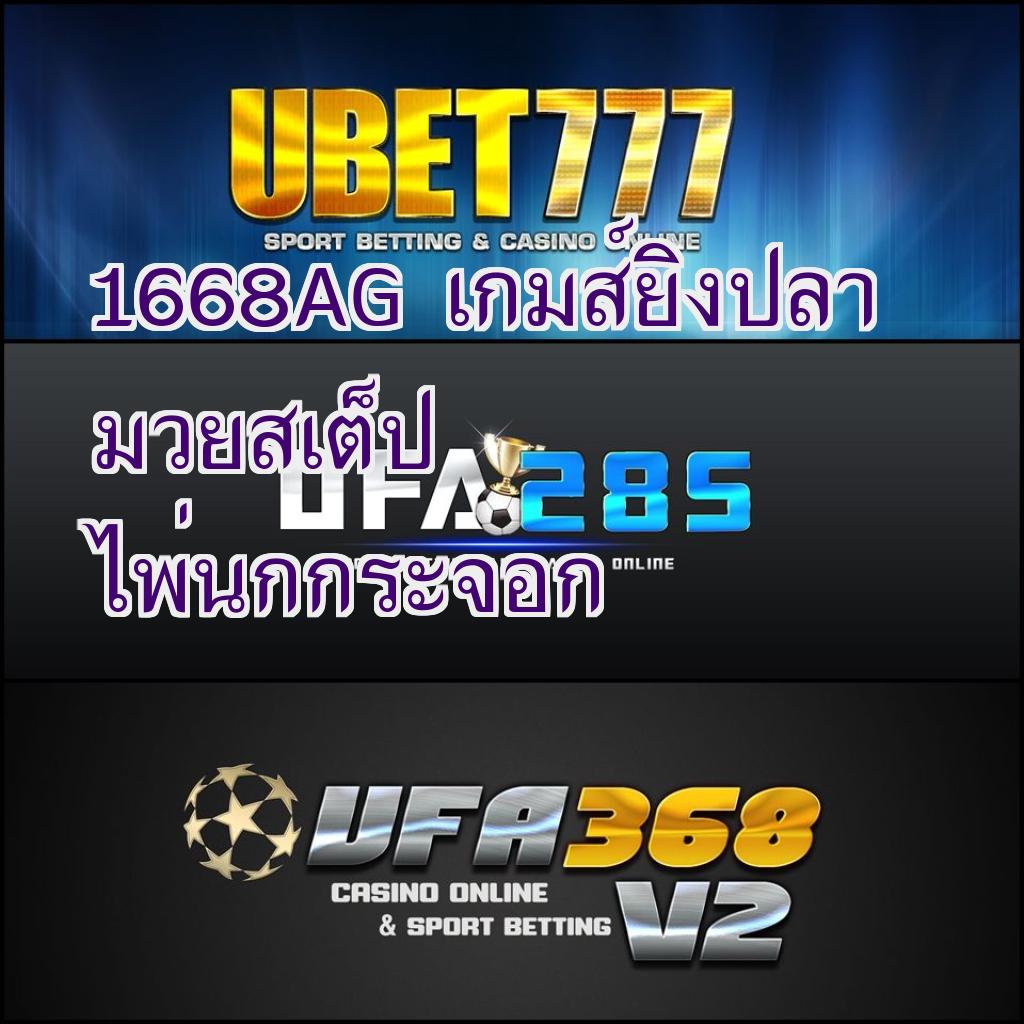 UBET777
SPORT BETTING & CASINO ONLINE
1668AG เกมส์ยิงปลา
มวยสเต็ป
UFA285
ไพ่นกกระจอก
ONLINE
UFA368
CASINO ONLINE
& SPORT BETTING
V2